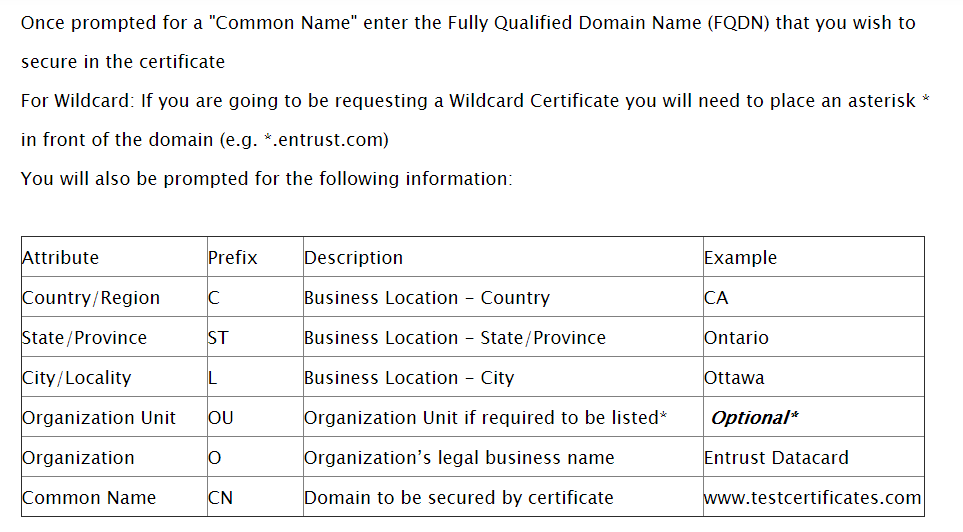 Once prompted for a "Common Name" enter the Fully Qualified Domain Name (FQDN) that you wish to
secure in the certificate
For Wildcard: If you are going to be requesting a Wildcard Certificate you will need to place an asterisk *
in front of the domain (e.g. *.entrust.com)
You will also be prompted for the following information:
Attribute Prefix Description Example
Country/Region C Business Location – Country CA
State/Province ST Business Location – State/Province Ontario
City/Locality L Business Location – City Ottawa
Organization Unit OU Organization Unit if required to be listed* Optional*
Organization O Organization’s legal business name Entrust Datacard
Common Name CN Domain to be secured by certificate www.testcertificates.com